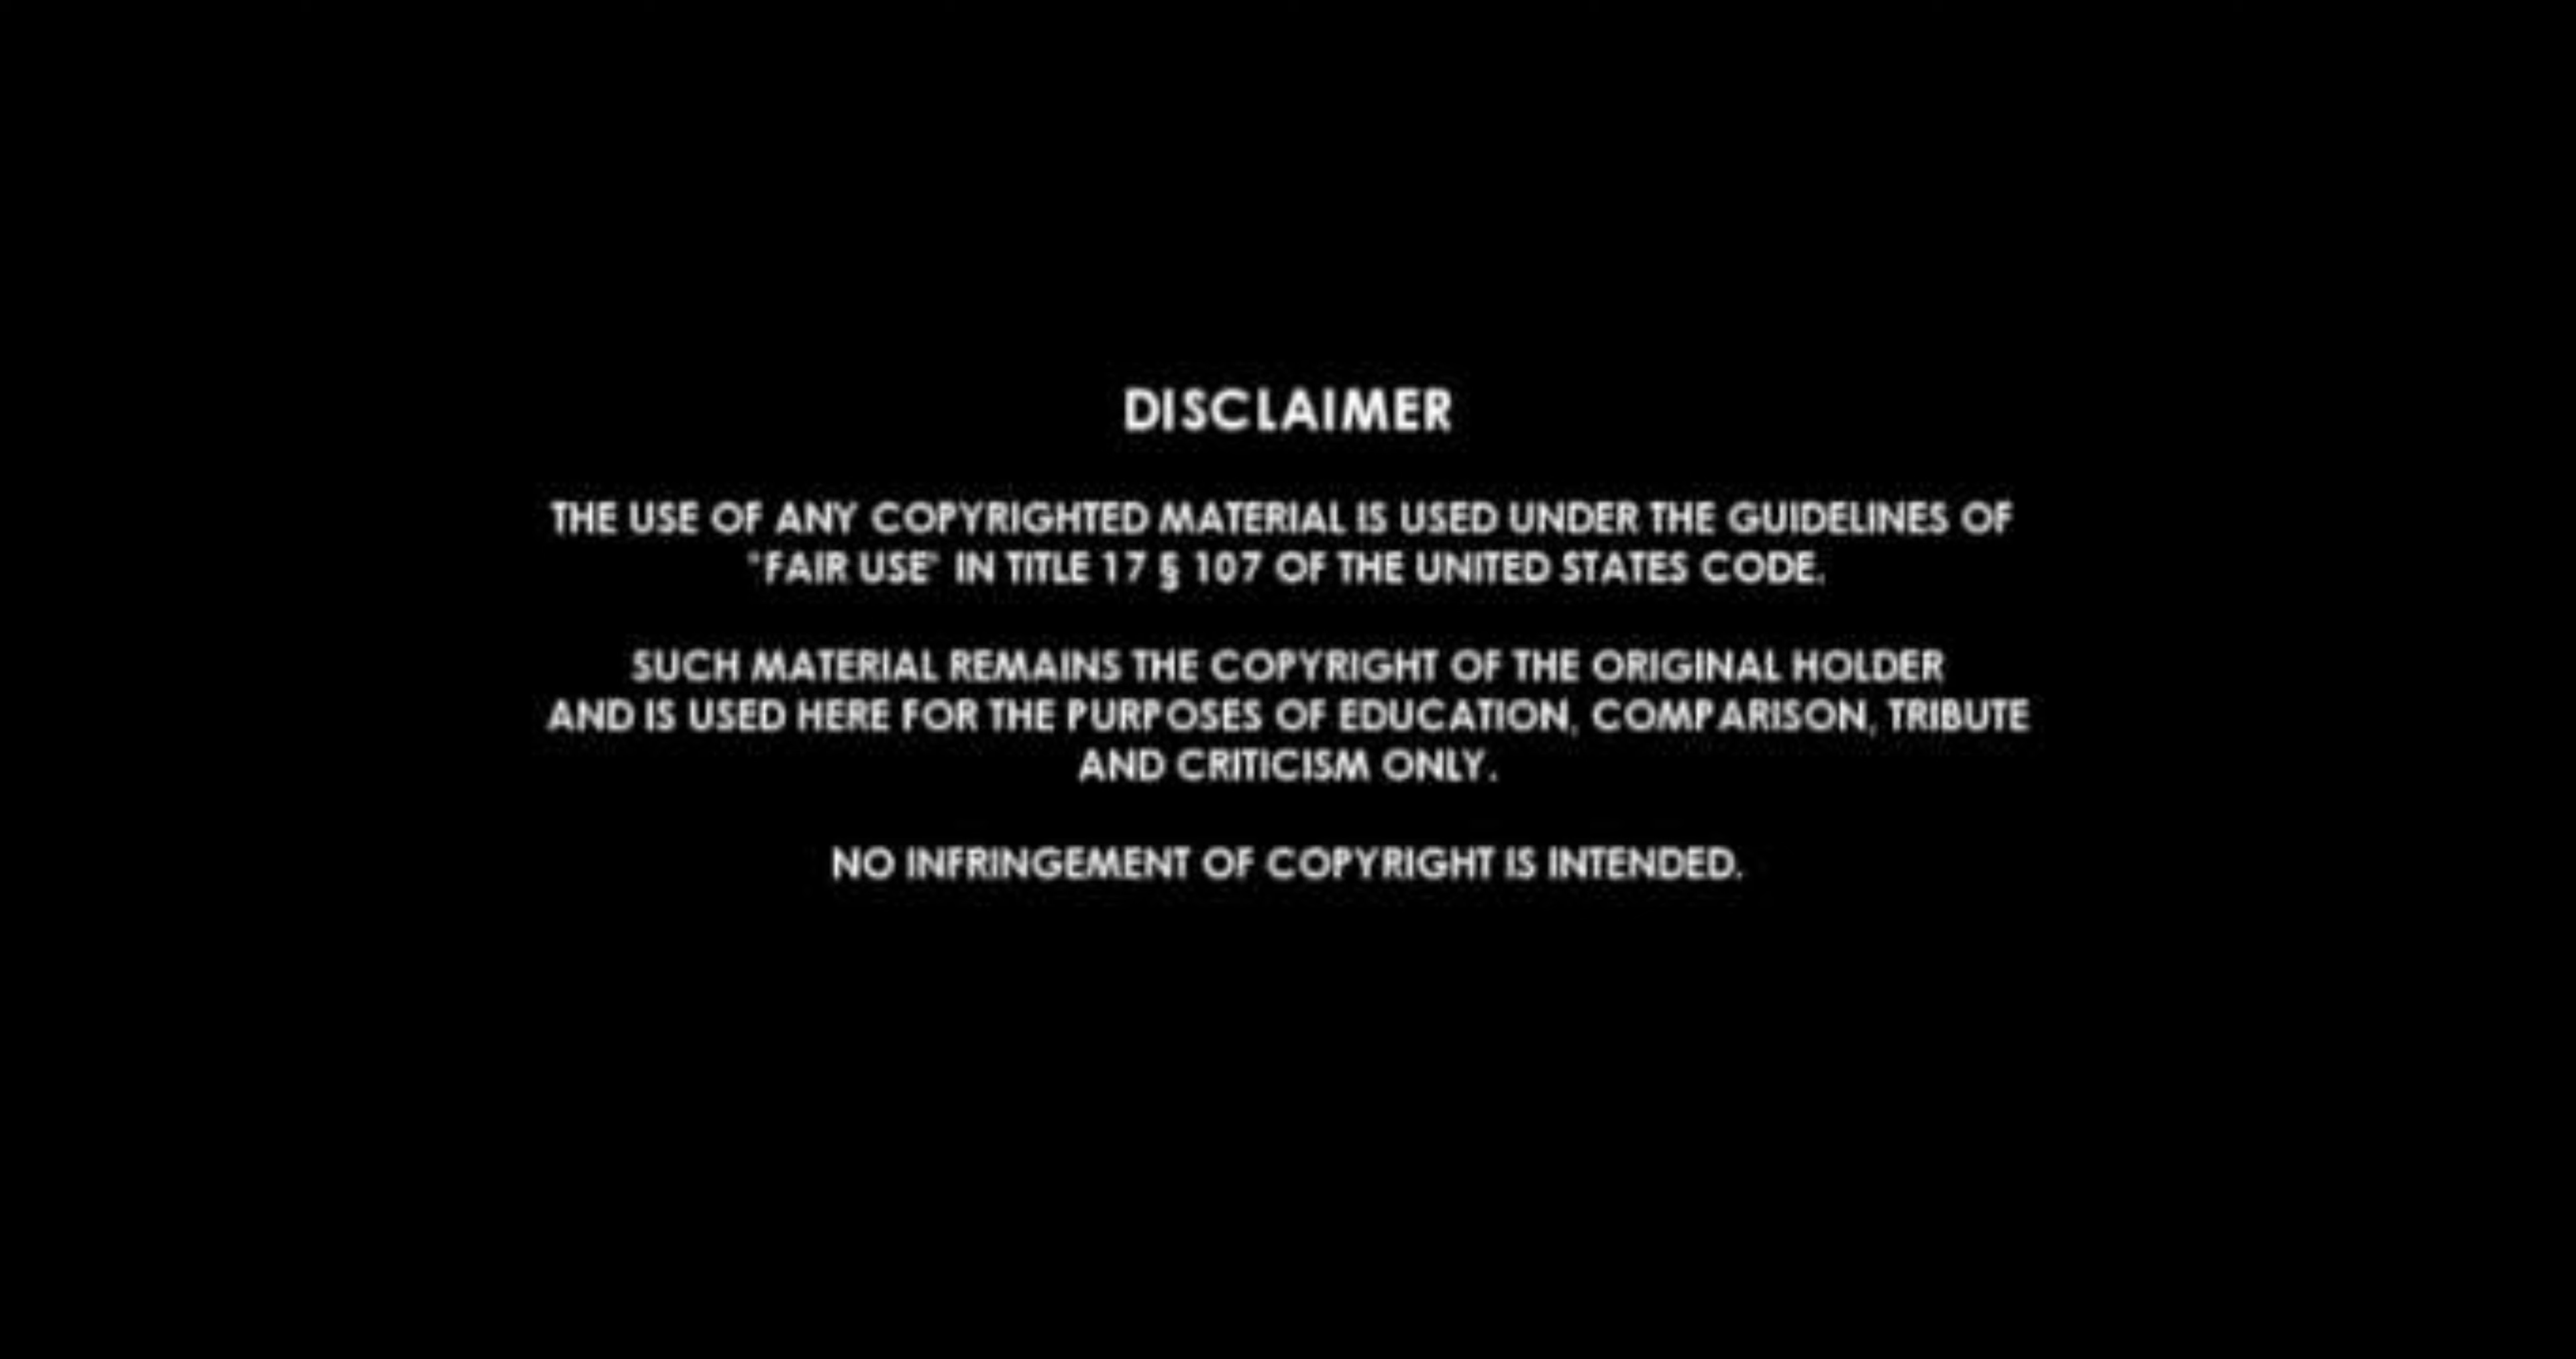 DISCLAIMER
THE USE OF ANY COPYRIGHTED MATERIAL IS USED UNDER THE GUIDELINES OF
"FAIR USE" IN TITLE 17 § 107 OF THE UNITED STATES CODE.
SUCH MATERIAL REMAINS THE COPYRIGHT OF THE ORIGINAL HOLDER
AND IS USED HERE FOR THE PURPOSES OF EDUCATION, COMPARISON, TRIBUTE
AND CRITICISM ONLY.
NO INFRINGEMENT OF COPYRIGHT IS INTENDED.